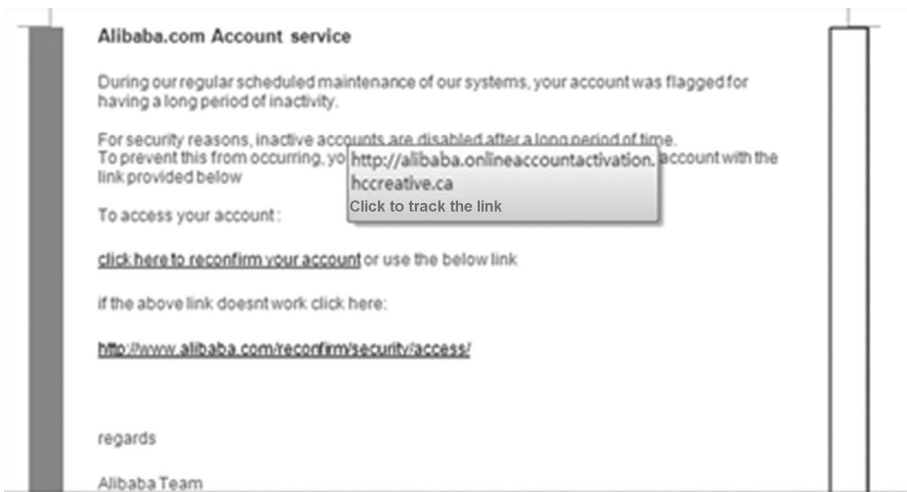 Alibaba.com Account service
During our regular scheduled maintenance of our systems, your account was flagged for
having a long period of inactivity.
For security reasons, inactive accounts are disabled after a long period of time.
To prevent this from occurring, yo
http://alibaba.onlineaccountactivation.
hccreative.ca
Click to track the link
account with the
link provided below
To access your account :
click here to reconfirm your account or use the below link
if the above link doesnt work click here:
http://www.alibaba.com/reconfirm/security/access/
regards
Alibaba Team